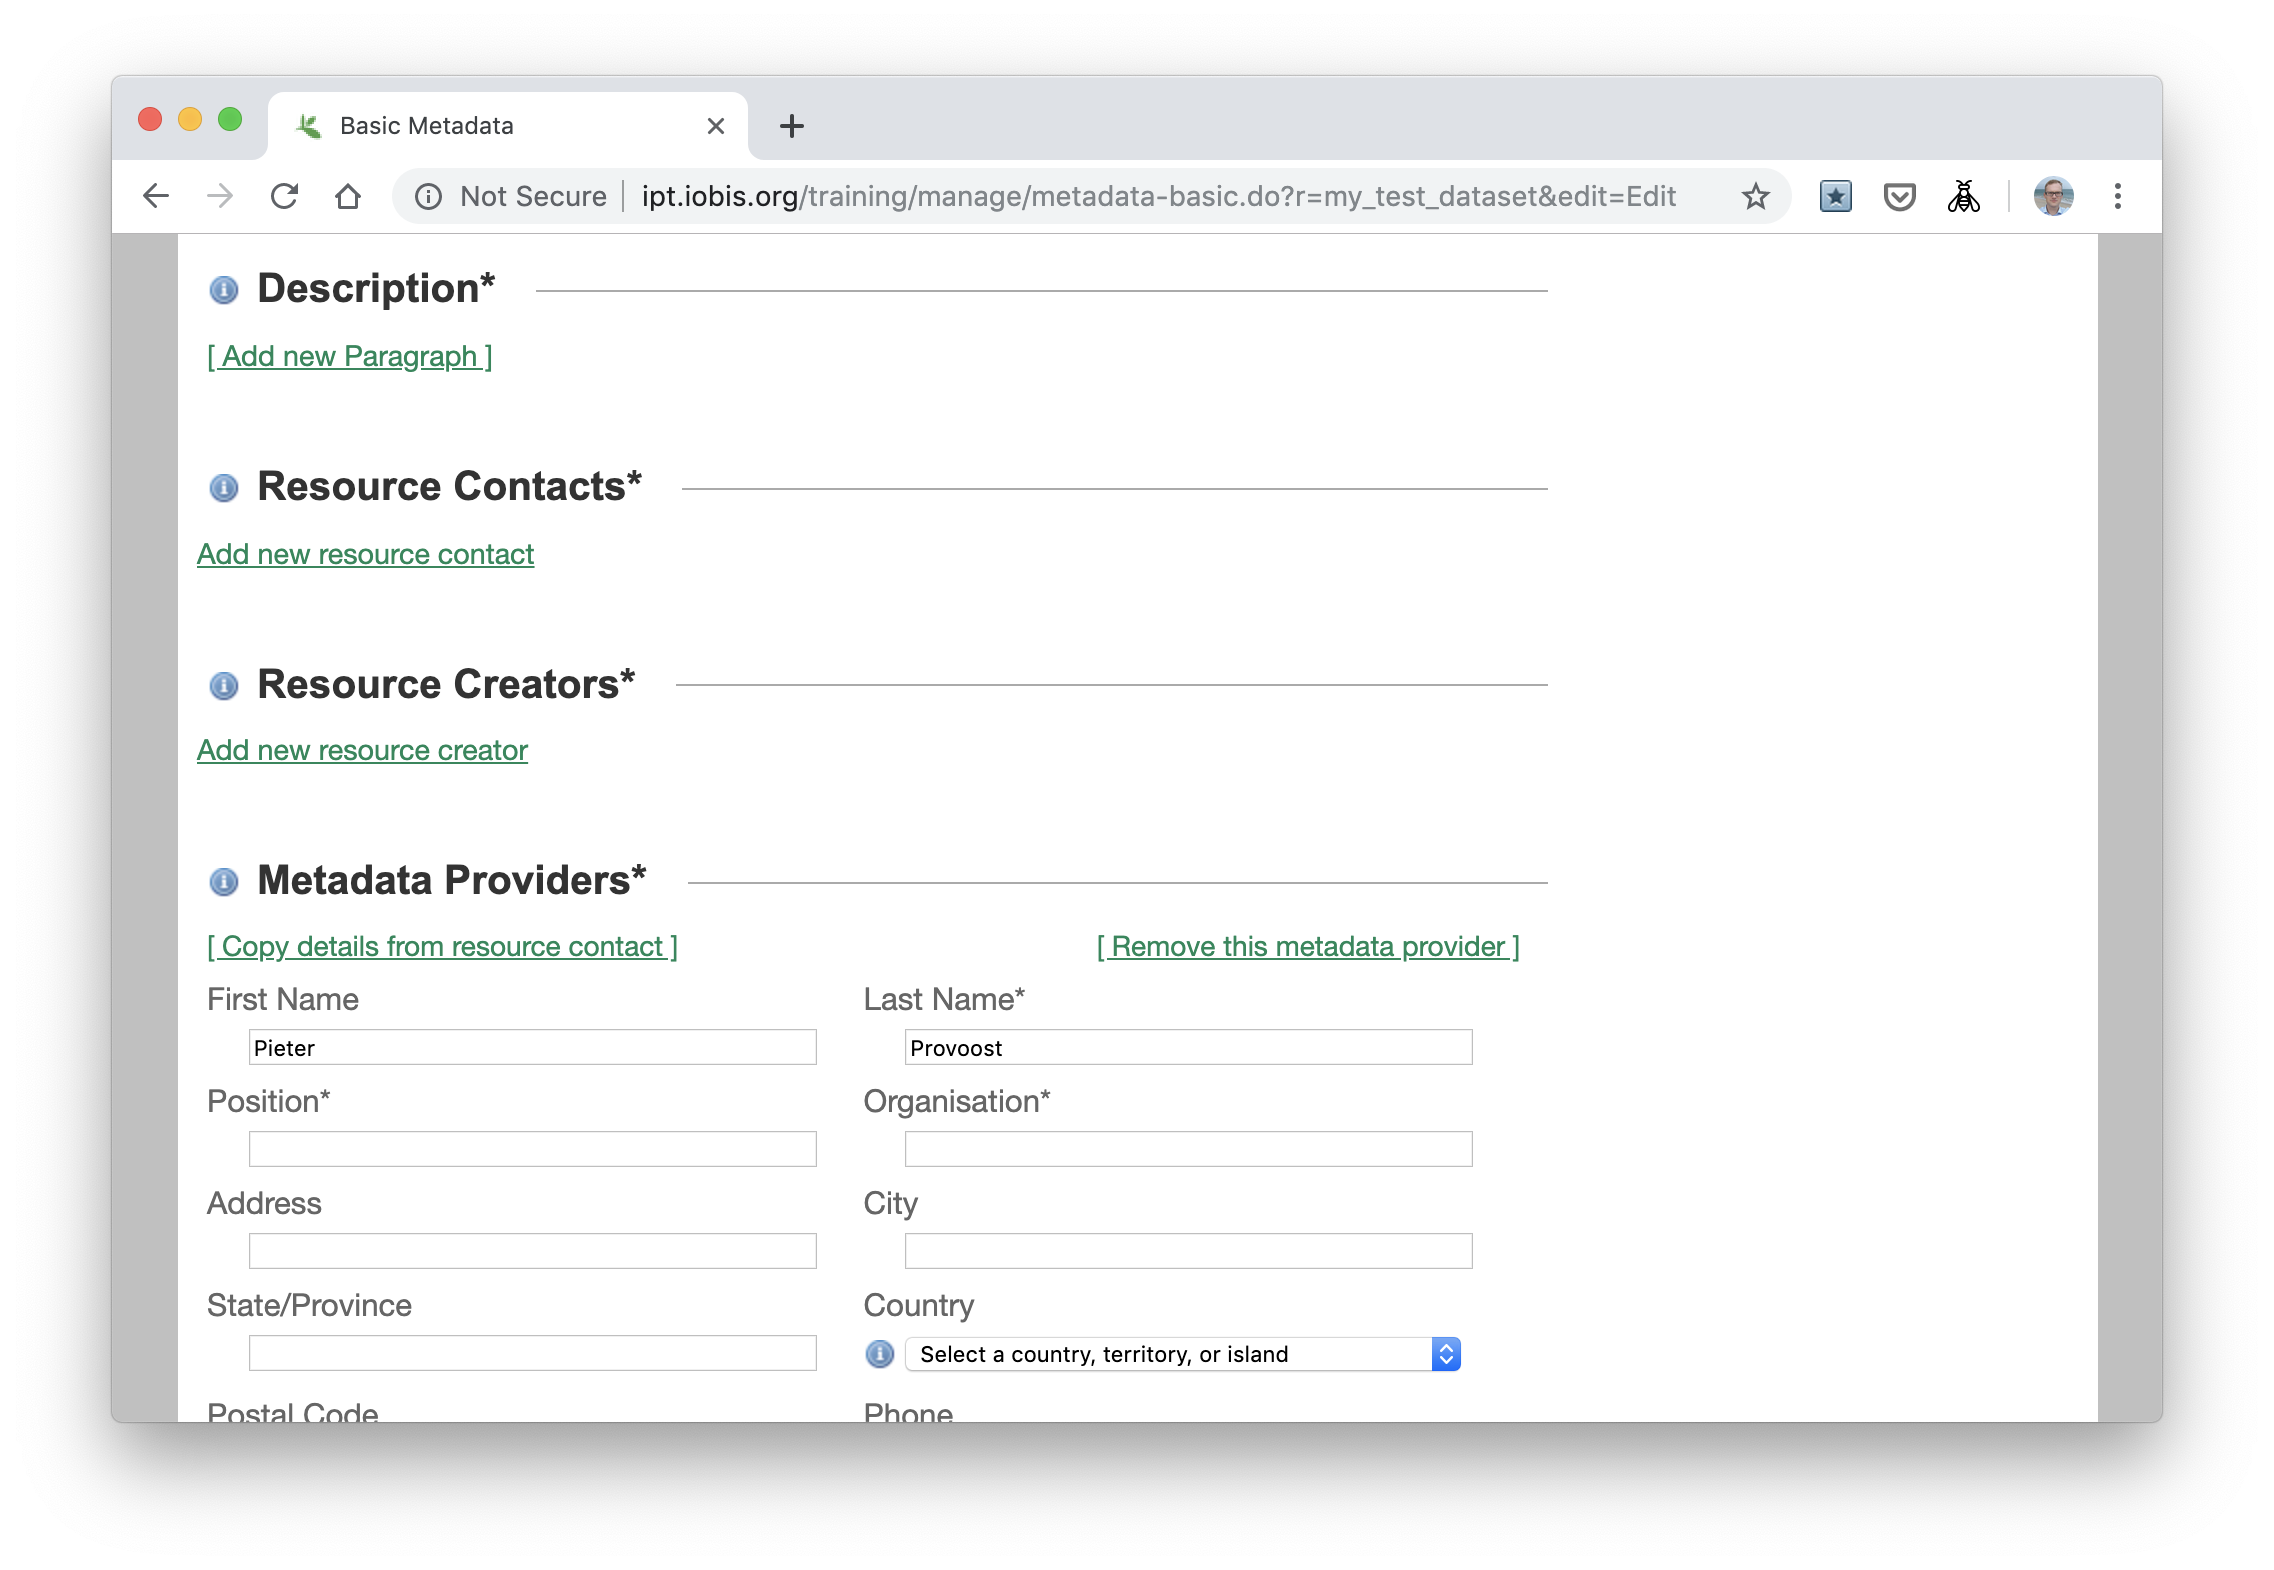 Basic Metadata
Not Secure ipt.iobis.org/training/manage/metadata-basic.do?r=my_test_dataset&edit=Edit
Description*
[ Add new Paragraph ]
Resource Contacts*
Add new resource contact
Resource Creators*
Add new resource creator
Metadata Providers*
[ Copy details from resource contact ] [ Remove this metadata provider ]
First Name Last Name*
Pieter Provoost
Position* Organisation*
Address City
State/Province Country
Select a country, territory, or island
Postal Code Phone